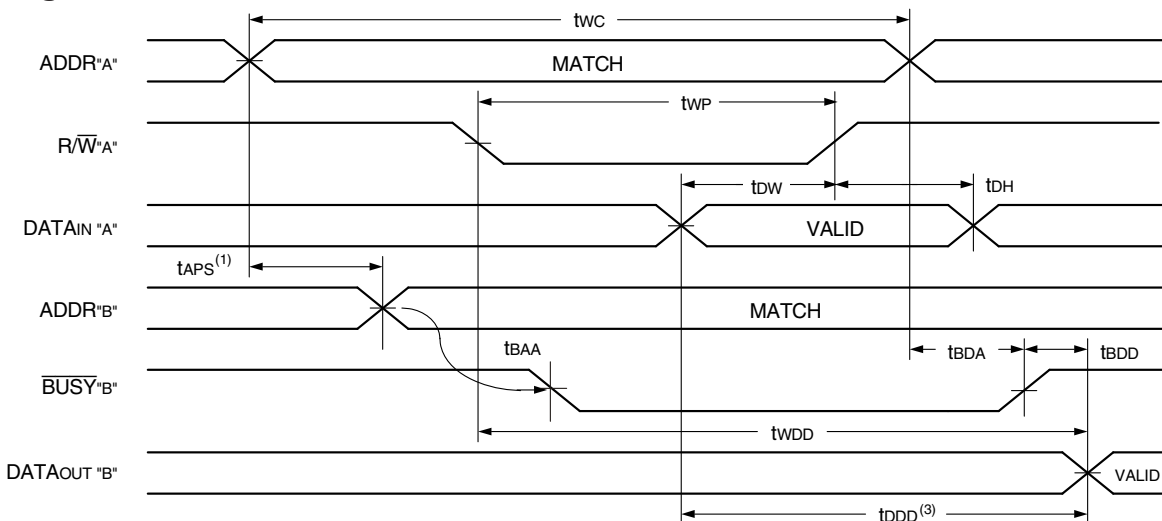 tWC
ADDR"A" MATCH
tWP
R/W"A"
tDW tDH
DATAIN "A" VALID
tAPS(1)
ADDR"B" MATCH
tBAA tBDA tBDD
BUSY"B"
tWDD
DATAOUT "B" VALID
tDDD(3)